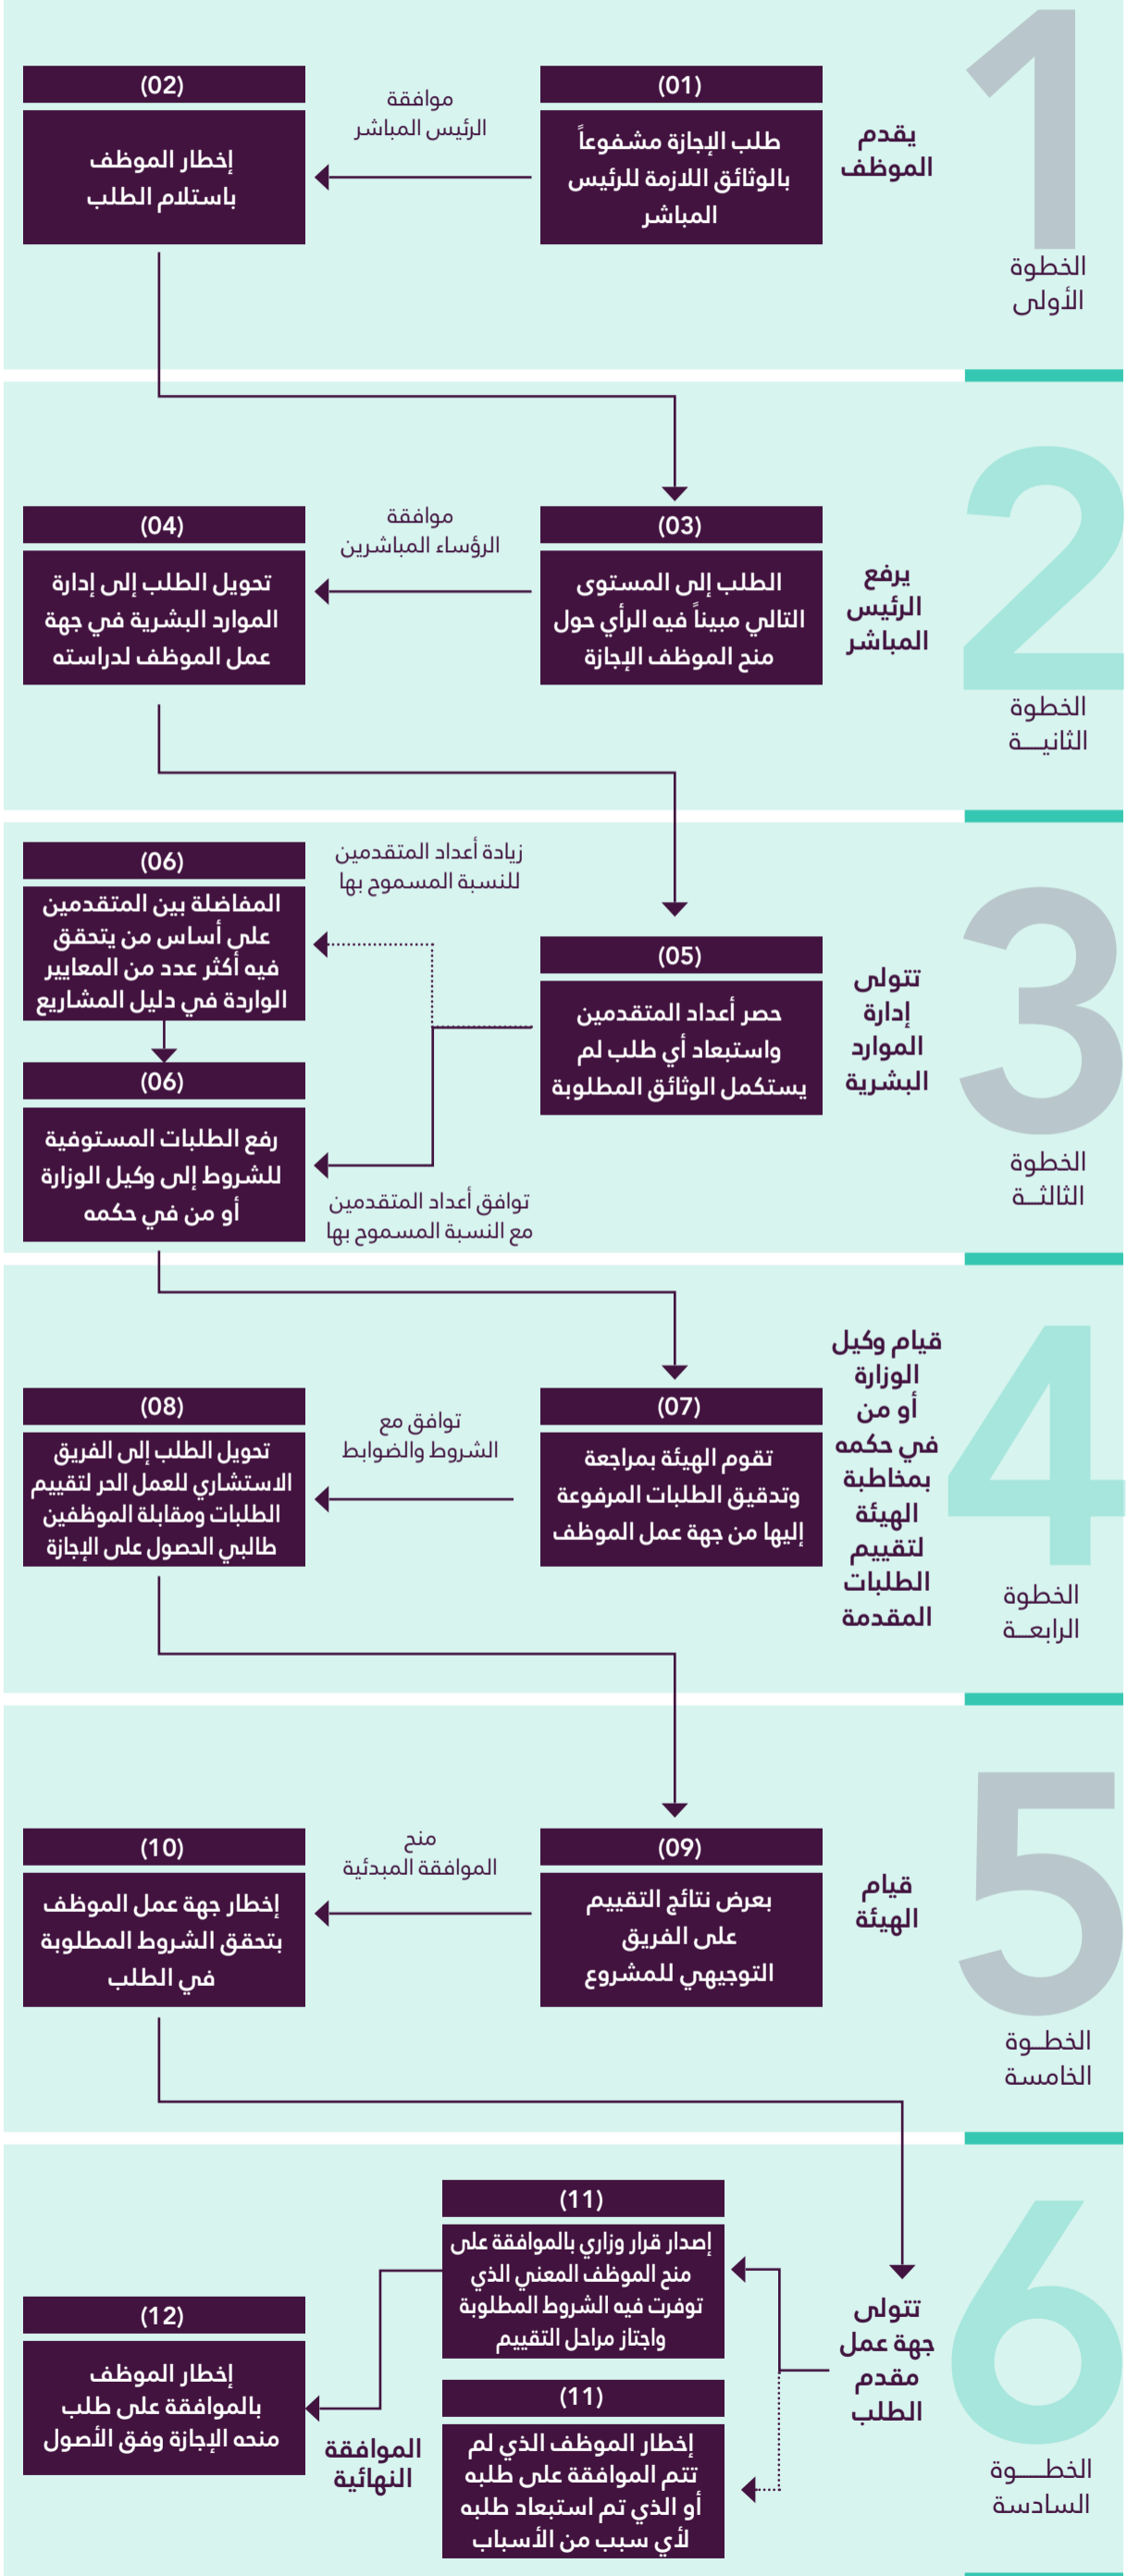 1
الخطوة
الأولى
يقدم
الموظف
(01)
طلب الإجازة مشفوعاً
بالوثائق اللازمة للرئيس
المباشر
موافقة
الرئيس المباشر
(02)
إخطار الموظف
باستلام الطلب
2
الخطوة
الثانيـــة
يرفع
الرئيس
المباشر
(03)
الطلب إلى المستوى
التالي مبيناً فيه الرأي حول
منح الموظف الإجازة
موافقة
الرؤساء المباشرين
(04)
تحويل الطلب إلى إدارة
الموارد البشرية في جهة
عمل الموظف لدراسته
3
الخطوة
الثالثــة
تتولى
إدارة
الموارد
البشرية
(05)
حصر أعداد المتقدمين
واستبعاد أي طلب لم
يستكمل الوثائق المطلوبة
زيادة أعداد المتقدمين
للنسبة المسموح بها
(06)
المفاضلة بين المتقدمين
على أساس من يتحقق
فيه أكثر عدد من المعايير
الواردة في دليل المشاريع
توافق أعداد المتقدمين
مع النسبة المسموح بها
(06)
رفع الطلبات المستوفية
للشروط إلى وكيل الوزارة
أو من في حكمه
4
الخطوة
الرابعــة
قيام وكيل
الوزارة
أو من
في حكمه
بمخاطبة
الهيئة
لتقييم
الطلبات
المقدمة
(07)
تقوم الهيئة بمراجعة
وتدقيق الطلبات المرفوعة
إليها من جهة عمل الموظف
توافق مع
الشروط والضوابط
(08)
تحويل الطلب إلى الفريق
الاستشاري للعمل الحر لتقييم
الطلبات ومقابلة الموظفين
طالبي الحصول على الإجازة
5
الخطــوة
الخامسة
قيام
الهيئة
(09)
بعرض نتائج التقييم
على الفريق
التوجيهي للمشروع
منح
الموافقة المبدئية
(10)
إخطار جهة عمل الموظف
بتحقق الشروط المطلوبة
في الطلب
6
الخطــــوة
السادسة
تتولى
جهة عمل
مقدم
الطلب
(11)
إصدار قرار وزاري بالموافقة على
منح الموظف المعني الذي
توفرت فيه الشروط المطلوبة
واجتاز مراحل التقييم
(11)
إخطار الموظف الذي لم
تتم الموافقة على طلبه
أو الذي تم استبعاد طلبه
لأي سبب من الأسباب
الموافقة
النهائية
(12)
إخطار الموظف
بالموافقة على طلب
منحه الإجازة وفق الأصول